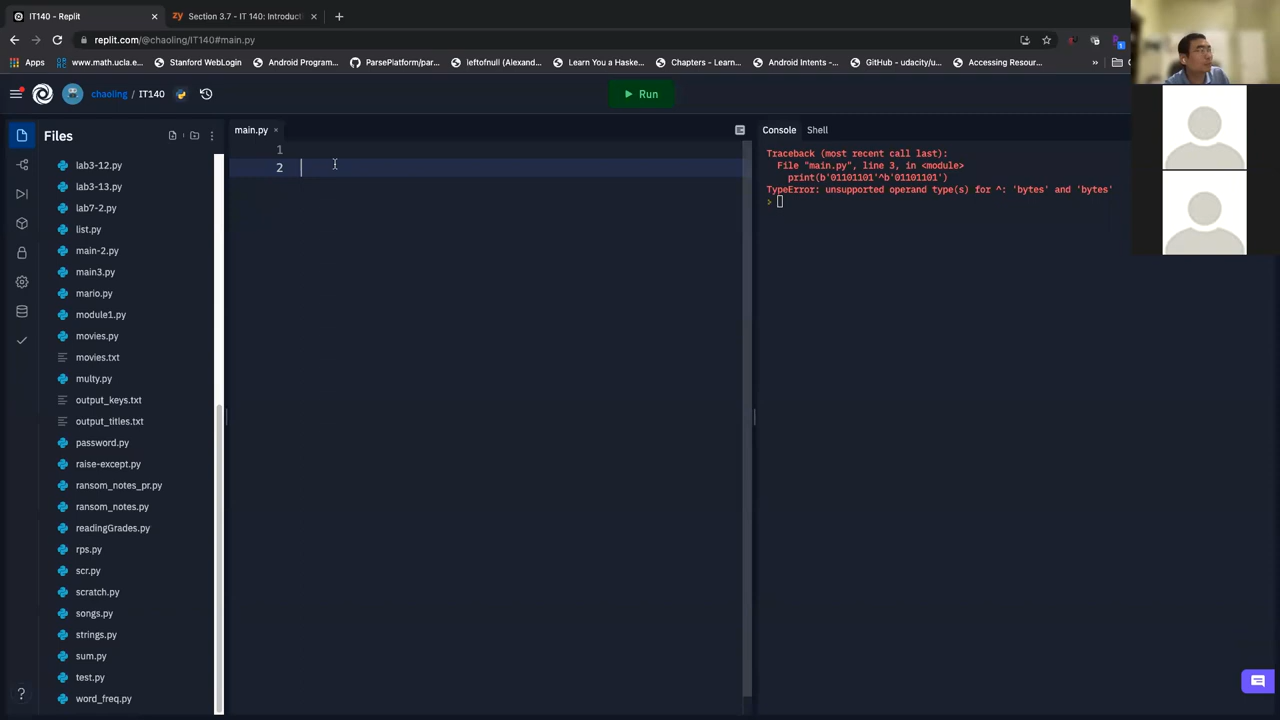 IT140 - Replit
zy Section 3.7 - IT 140: Introducti
replit.com/@chaoling/IT140#main.py
Apps www.math.ucla.e... Stanford WebLogin Android Program... ParsePlatform/par... leftofnull (Alexand... Learn You a Haske... Chapters - Learn... Android Intents -... GitHub - udacity/u... Accessing Resour... »
1
chaoling / IT140
Run
Files
main.py
Console Shell
1
2
Traceback (most recent call last):
File "main.py", line 3, in <module>
print(b'01101101'^b'01101101')
TypeError: unsupported operand type(s) for ^: 'bytes' and 'bytes'
>
lab3-12.py
lab3-13.py
lab7-2.py
list.py
main-2.py
main3.py
mario.py
module1.py
movies.py
movies.txt
multy.py
output_keys.txt
output_titles.txt
password.py
raise-except.py
ransom_notes_pr.py
ransom_notes.py
readingGrades.py
rps.py
scr.py
scratch.py
songs.py
strings.py
sum.py
test.py
word_freq.py
?